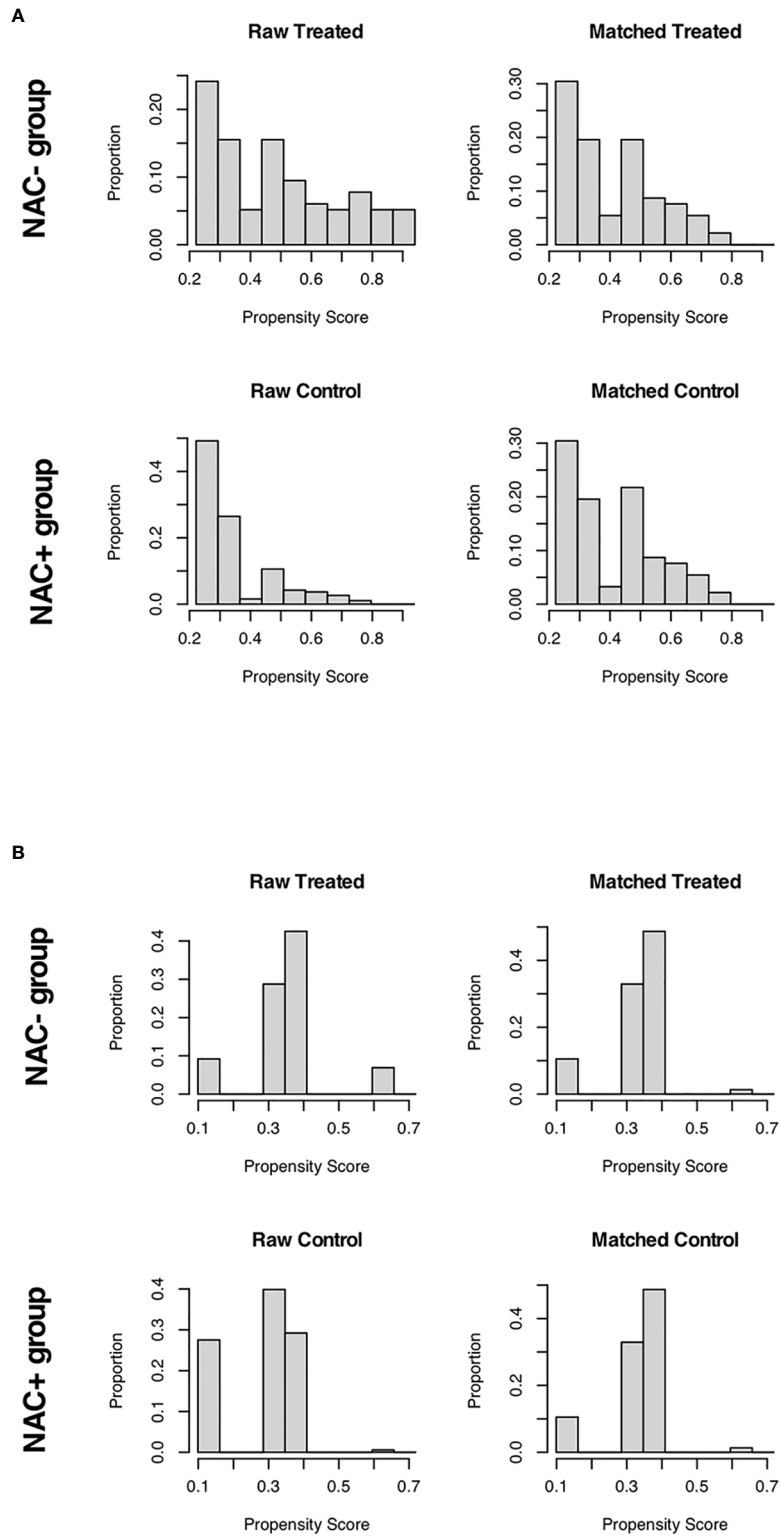 A
Raw Treated
Matched Treated
NAC- group
Proportion
0.00 0.10 0.20
0.2 0.4 0.6 0.8
Propensity Score
Proportion
0.00 0.10 0.20 0.30
0.2 0.4 0.6 0.8
Propensity Score
Raw Control
Matched Control
NAC+ group
Proportion
0.0 0.2 0.4
0.2 0.4 0.6 0.8
Propensity Score
Proportion
0.00 0.10 0.20 0.30
0.2 0.4 0.6 0.8
Propensity Score
B
Raw Treated
Matched Treated
NAC- group
Proportion
0.0 0.1 0.2 0.3 0.4
0.1 0.3 0.5 0.7
Propensity Score
Proportion
0.0 0.2 0.4
0.1 0.3 0.5 0.7
Propensity Score
Raw Control
Matched Control
NAC+ group
Proportion
0.0 0.1 0.2 0.3 0.4
0.1 0.3 0.5 0.7
Propensity Score
Proportion
0.0 0.2 0.4
0.1 0.3 0.5 0.7
Propensity Score